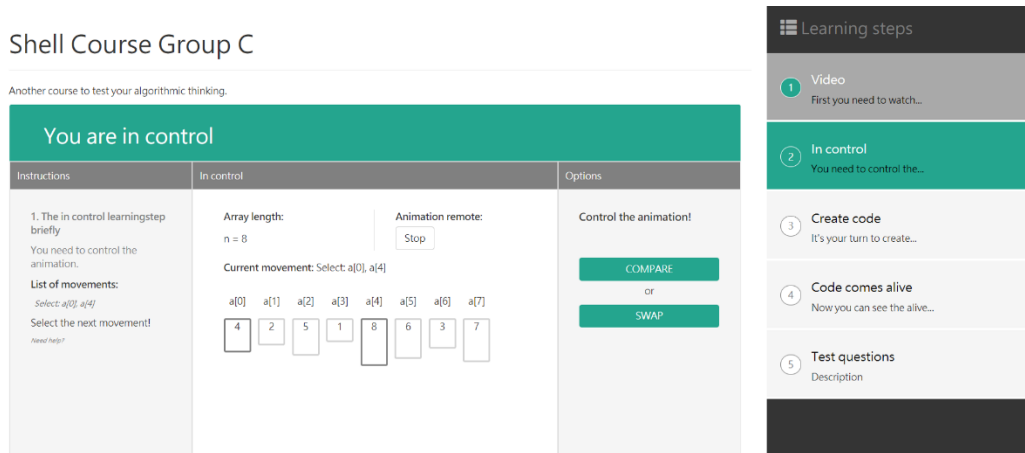 Shell Course Group C
Another course to test your algorithmic thinking.
You are in control
Instructions
1. The in control learningstep
briefly
You need to control the
animation.
List of movements:
Select: a[0], a[4]
Select the next movement!
Need help?
In control
Array length:
n = 8
Animation remote:
Stop
Current movement: Select: a[0], a[4]
a[0] a[1] a[2] a[3] a[4] a[5] a[6] a[7]
4 2 5 1 8 6 3 7
Options
Control the animation!
COMPARE
or
SWAP
Learning steps
1 Video
First you need to watch...
2 In control
You need to control the...
3 Create code
It's your turn to create...
4 Code comes alive
Now you can see the alive...
5 Test questions
Description